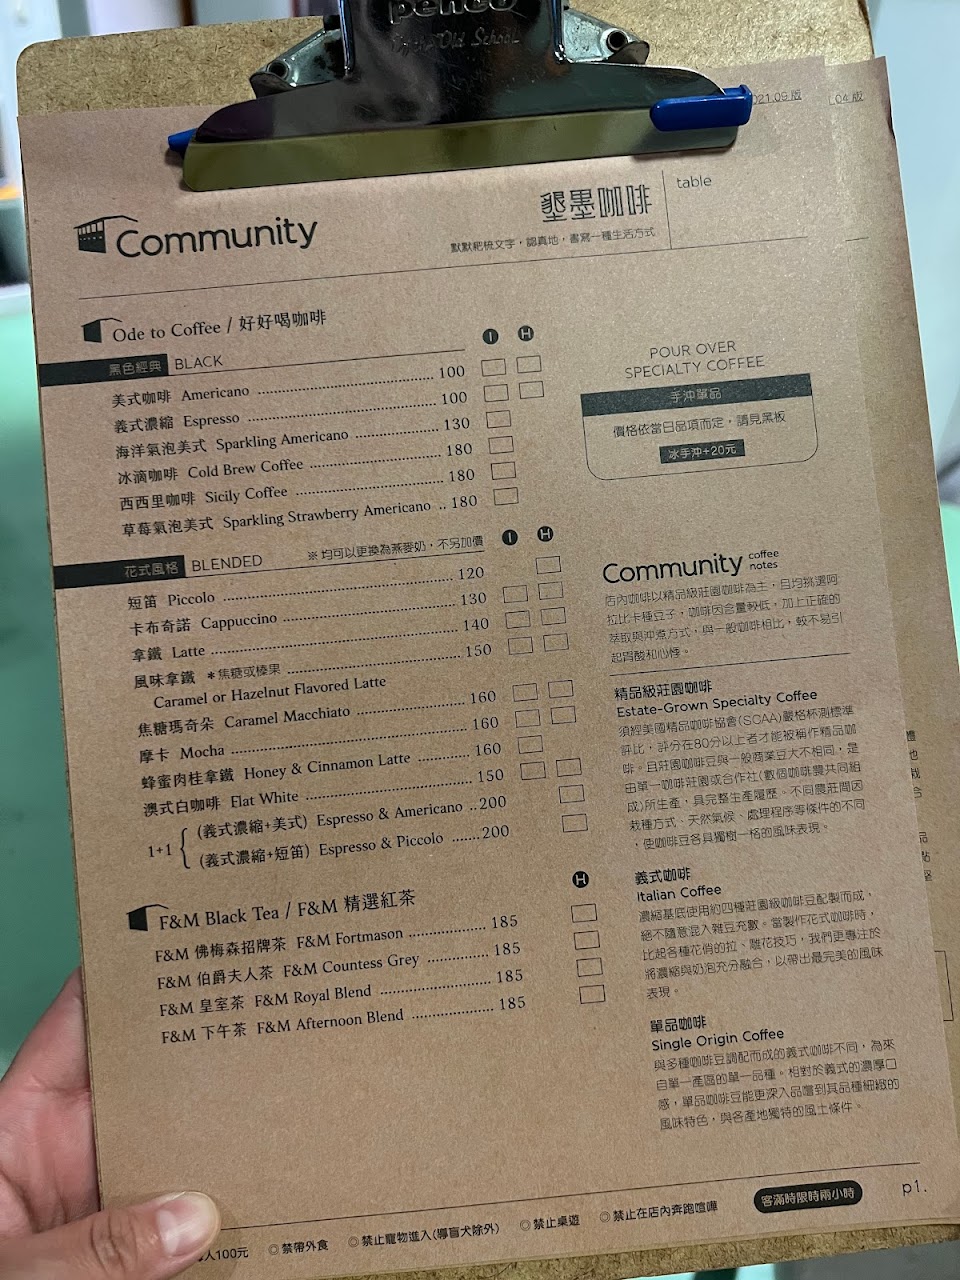 penco
Old School
021.09 版
04 版
Community
墾墨咖啡
table
默默耙梳文字，認真地，書寫一種生活方式
Ode to Coffee / 好好喝咖啡
黑色經典 BLACK
I H
美式咖啡 Americano 100
義式濃縮 Espresso 100
海洋氣泡美式 Sparkling Americano 130
冰滴咖啡 Cold Brew Coffee 180
西西里咖啡 Sicily Coffee 180
草莓氣泡美式 Sparkling Strawberry Americano 180
花式風格 BLENDED
※ 均可以更換為燕麥奶，不另加價
I H
短笛 Piccolo 120
卡布奇諾 Cappuccino 130
拿鐵 Latte 140
風味拿鐵 ＊焦糖或榛果 150
Caramel or Hazelnut Flavored Latte
焦糖瑪奇朵 Caramel Macchiato 160
摩卡 Mocha 160
蜂蜜肉桂拿鐵 Honey & Cinnamon Latte 160
澳式白咖啡 Flat White 150
1+1
(義式濃縮+美式) Espresso & Americano 200
(義式濃縮+短笛) Espresso & Piccolo 200
F&M Black Tea / F&M 精選紅茶
H
F&M 佛梅森招牌茶 F&M Fortmason 185
F&M 伯爵夫人茶 F&M Countess Grey 185
F&M 皇室茶 F&M Royal Blend 185
F&M 下午茶 F&M Afternoon Blend 185
POUR OVER
SPECIALTY COFFEE
手沖單品
價格依當日品項而定，請見黑板
冰手沖+20元
Community coffee notes
店內咖啡以精品級莊園咖啡為主，且均挑選阿
拉比卡種豆子，咖啡因含量較低，加上正確的
萃取與沖煮方式，與一般咖啡相比，較不易引
起胃酸和心悸。
精品級莊園咖啡
Estate-Grown Specialty Coffee
須經美國精品咖啡協會(SCAA)嚴格杯測標準
評比，評分在80分以上者才能被稱作精品咖
啡。且莊園咖啡豆與一般商業豆大不相同，是
由單一咖啡莊園或合作社(數個咖啡農共同組
成)所生產，具完整生產履歷。不同農莊間因
栽種方式、天然氣候、處理程序等條件的不同
，使咖啡豆各具獨樹一格的風味表現。
義式咖啡
Italian Coffee
濃縮基底使用約四種莊園級咖啡豆配製而成，
絕不隨意混入雜豆充數。當製作花式咖啡時，
比起各種花俏的拉、雕花技巧，我們更專注於
將濃縮與奶泡充分融合，以帶出最完美的風味
表現。
單品咖啡
Single Origin Coffee
與多種咖啡豆調配而成的義式咖啡不同，為來
自單一產區的單一品種。相對於義式的濃厚口
感，單品咖啡豆能更深入品嚐到其品種細緻的
風味特色，與各產地獨特的風土條件。
人100元
◎禁帶外食
◎禁止寵物進入(導盲犬除外)
◎禁止桌遊
◎禁止在店內奔跑喧嘩
客滿時限時兩小時
p1.